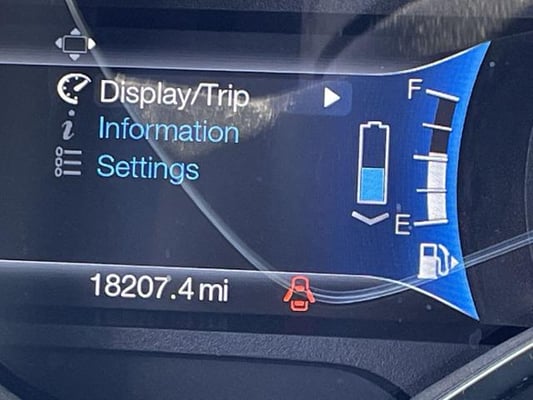 Display/Trip
Information
Settings
F
E
18207.4 mi